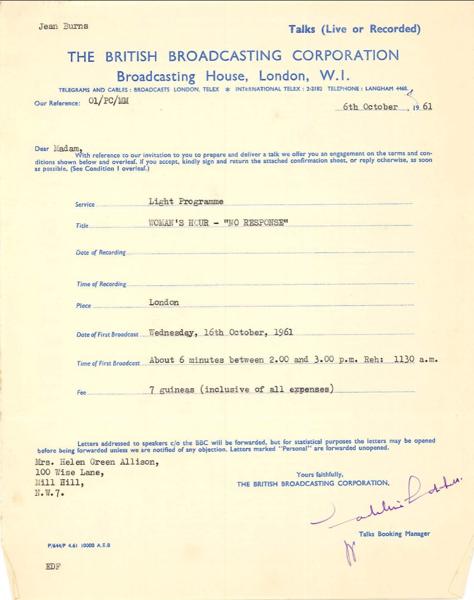 Jean Burns
Talks (Live or Recorded)
THE BRITISH BROADCASTING CORPORATION
Broadcasting House, London, W.1.
TELEGRAMS AND CABLES: BROADCASTS LONDON, TELEX * INTERNATIONAL TELEX: 2-2182 TELEPHONE: LANGHAM 4468
Our Reference: 01/PC/MM
6th October, 1961
Dear Madam,
With reference to our invitation to you to prepare and deliver a talk we offer you an engagement on the terms and con-
ditions shown below and overleaf. If you accept, kindly sign and return the attached confirmation sheet, or reply otherwise, as soon
as possible. (See Condition 1 overleaf.)
Service Light Programme
Title WOMAN'S HOUR - "NO RESPONSE"
Date of Recording
Time of Recording
Place London
Date of First Broadcast Wednesday, 16th October, 1961
Time of First Broadcast About 6 minutes between 2.00 and 3.00 p.m. Reh: 1130 a.m.
Fee 7 guineas (inclusive of all expenses)
Letters addressed to speakers c/o the BBC will be forwarded, but for statistical purposes the letters may be opened
before being forwarded unless we are notified of any objection. Letters marked "Personal" are forwarded unopened.
Mrs. Helen Green Allison,
100 Wise Lane,
Mill Hill,
N.W.7.
Yours faithfully,
THE BRITISH BROADCASTING CORPORATION,
Talks Booking Manager
P/644/P 4.61 10000 A.E.B
EDF